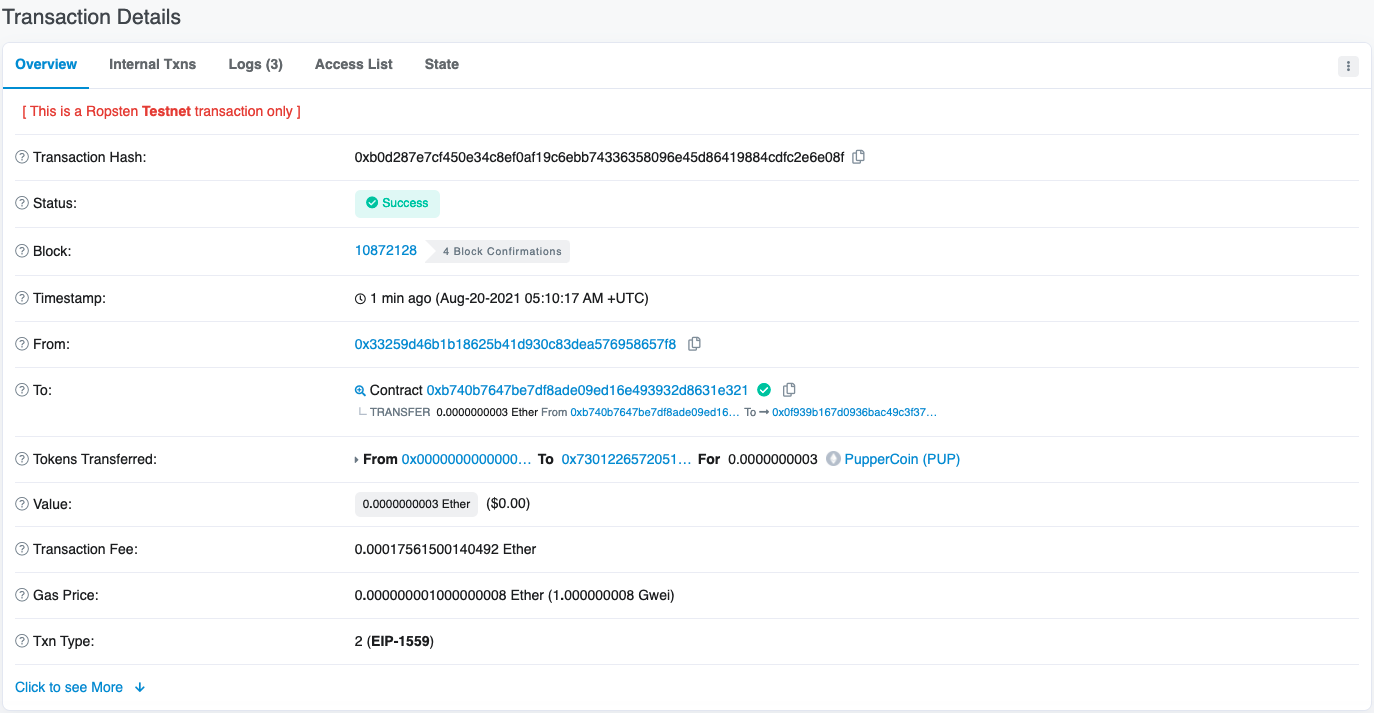 Transaction Details
Overview Internal Txns Logs (3) Access List State
[ This is a Ropsten Testnet transaction only ]
Transaction Hash: 0xb0d287e7cf450e34c8ef0af19c6ebb74336358096e45d86419884cdfc2e6e08f
Status: Success
Block: 10872128 4 Block Confirmations
Timestamp: 1 min ago (Aug-20-2021 05:10:17 AM +UTC)
From: 0x33259d46b1b18625b41d930c83dea576958657f8
To: Contract 0xb740b7647be7df8ade09ed16e493932d8631e321
TRANSFER 0.0000000003 Ether From 0xb740b7647be7df8ade09ed16... To → 0x0f939b167d0936bac49c3f37...
Tokens Transferred: From 0x0000000000000... To 0x7301226572051... For 0.0000000003 PupperCoin (PUP)
Value: 0.0000000003 Ether ($0.00)
Transaction Fee: 0.00017561500140492 Ether
Gas Price: 0.000000001000000008 Ether (1.000000008 Gwei)
Txn Type: 2 (EIP-1559)
Click to see More ↓